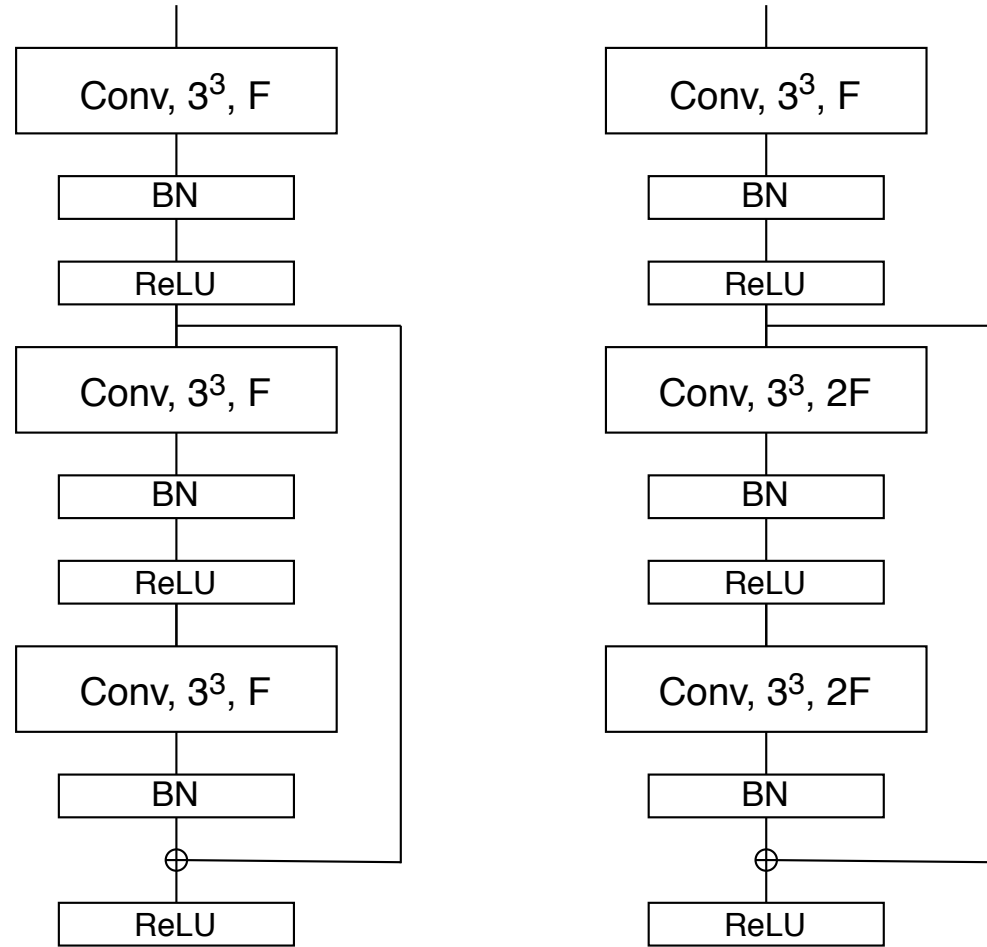 Conv, 3³, F
BN
ReLU
Conv, 3³, F
BN
ReLU
Conv, 3³, F
BN
ReLU
Conv, 3³, F
BN
ReLU
Conv, 3³, 2F
BN
ReLU
Conv, 3³, 2F
BN
ReLU